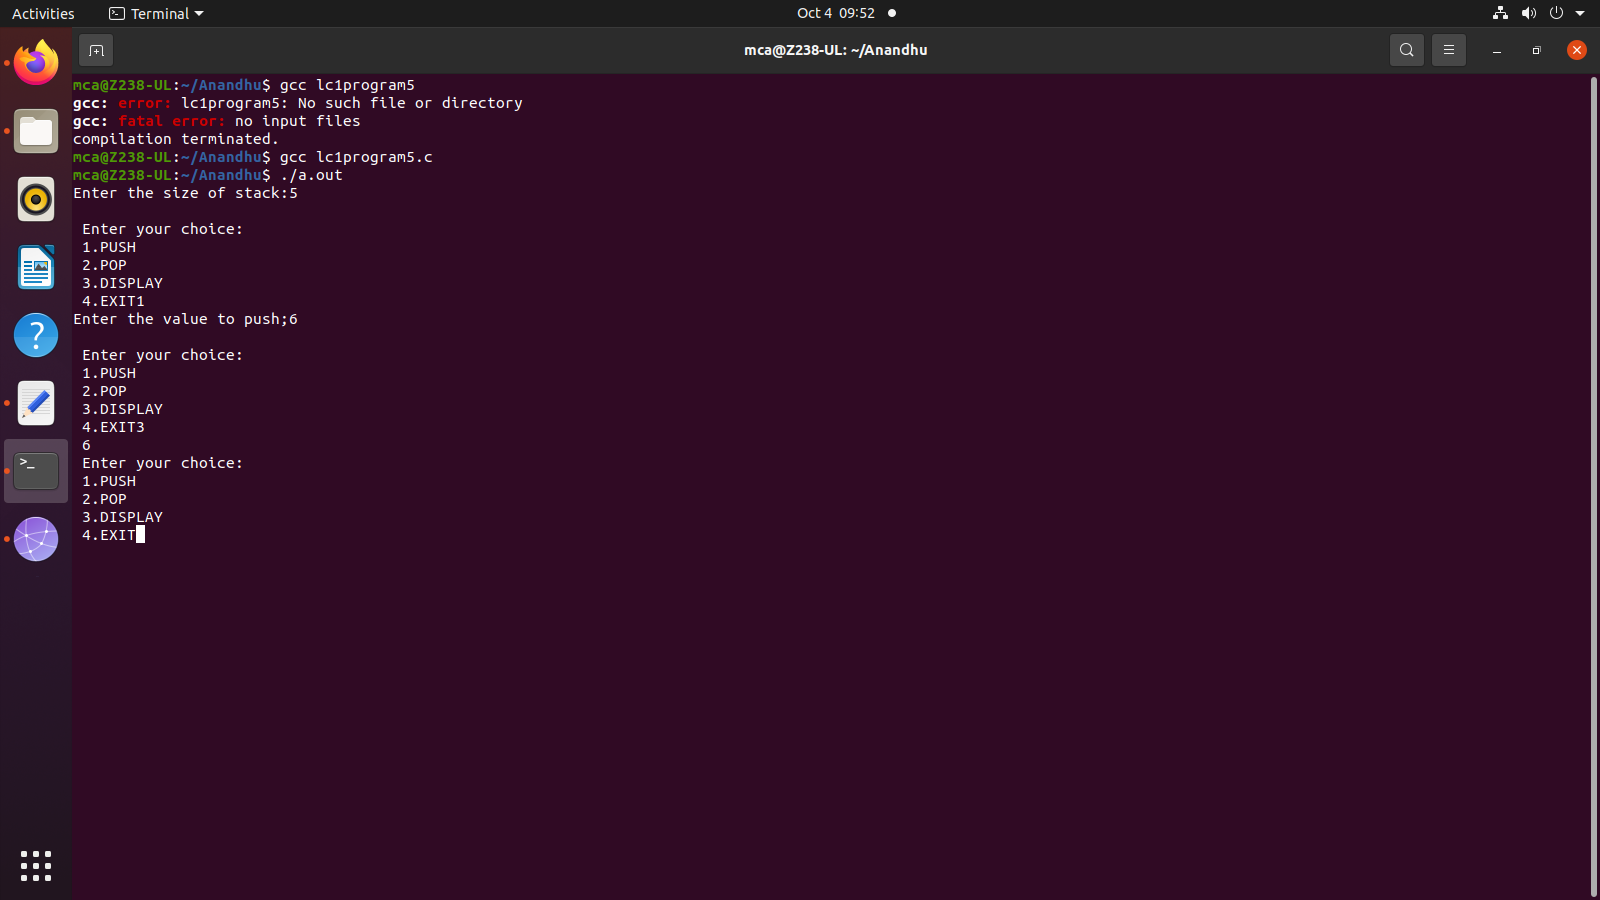 Activities Terminal Oct 4 09:52
mca@Z238-UL: ~/Anandhu
mca@Z238-UL:~/Anandhu$ gcc lc1program5
gcc: error: lc1program5: No such file or directory
gcc: fatal error: no input files
compilation terminated.
mca@Z238-UL:~/Anandhu$ gcc lc1program5.c
mca@Z238-UL:~/Anandhu$ ./a.out
Enter the size of stack:5
Enter your choice:
1.PUSH
2.POP
3.DISPLAY
4.EXIT1
Enter the value to push;6
Enter your choice:
1.PUSH
2.POP
3.DISPLAY
4.EXIT3
6
Enter your choice:
1.PUSH
2.POP
3.DISPLAY
4.EXIT